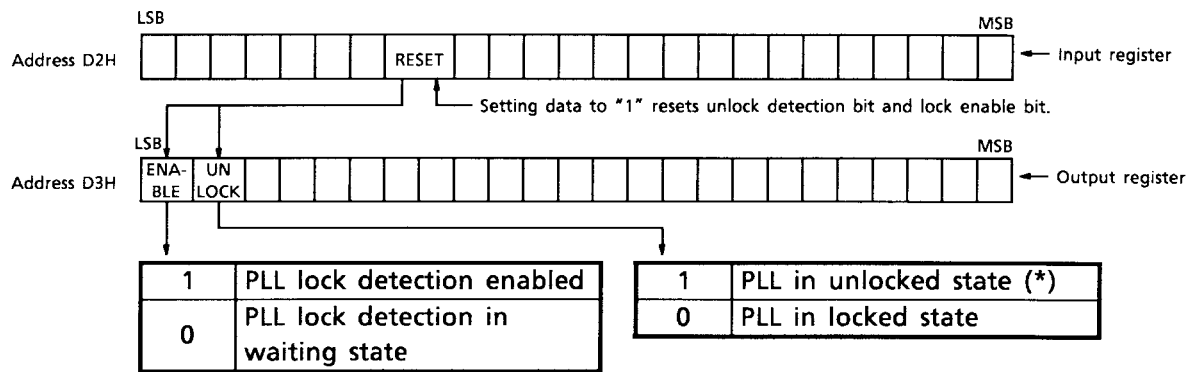 LSB
MSB
Address D2H
RESET
Input register
Setting data to "1" resets unlock detection bit and lock enable bit.
LSB
MSB
Address D3H
ENA-
BLE
UN
LOCK
Output register
1 PLL lock detection enabled
0 PLL lock detection in
waiting state
1 PLL in unlocked state (*)
0 PLL in locked state